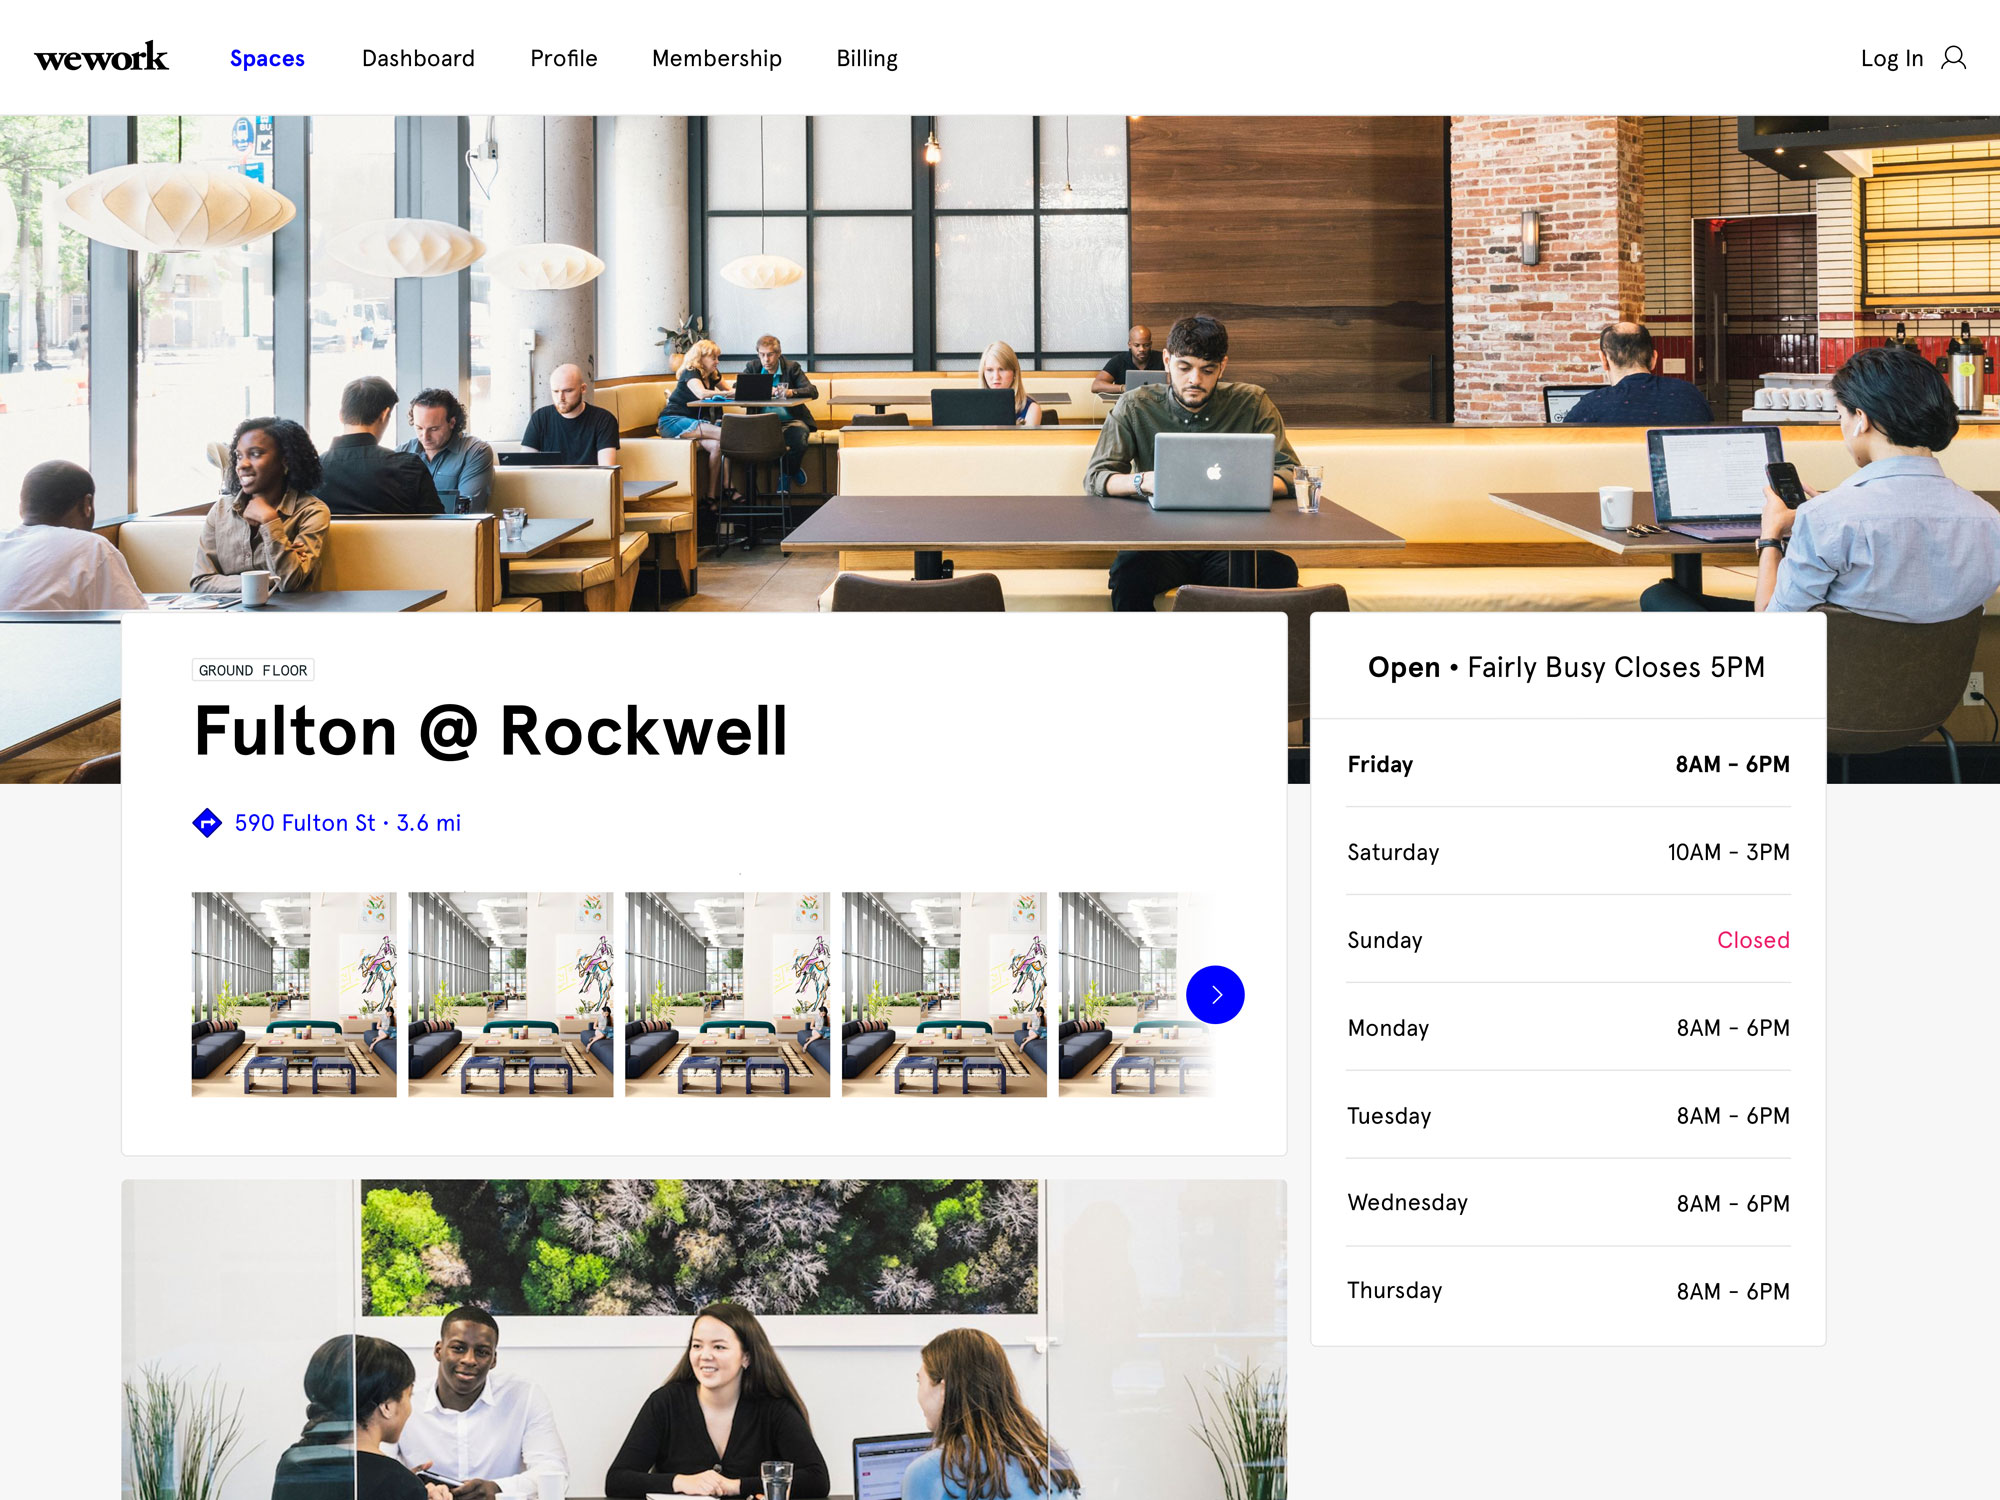 wework Spaces Dashboard Profile Membership Billing Log In
GROUND FLOOR
Fulton @ Rockwell
590 Fulton St • 3.6 mi
Open • Fairly Busy Closes 5PM
Friday 8AM – 6PM
Saturday 10AM – 3PM
Sunday Closed
Monday 8AM – 6PM
Tuesday 8AM – 6PM
Wednesday 8AM – 6PM
Thursday 8AM – 6PM